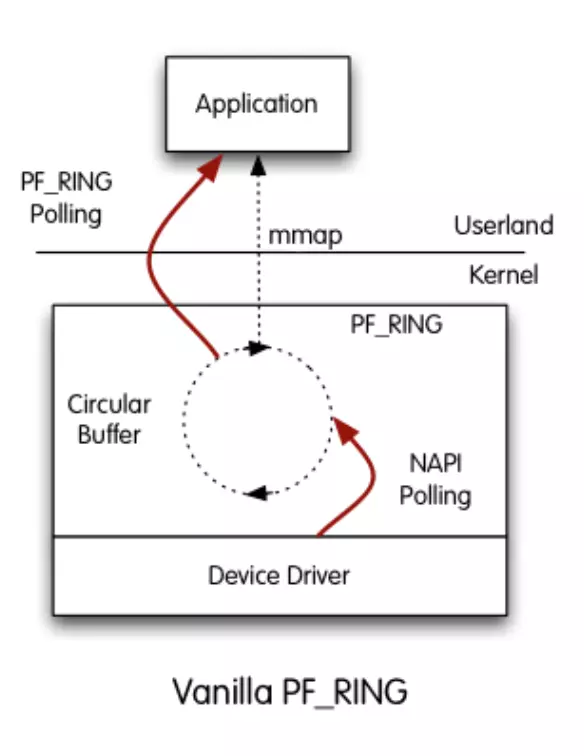 Application
PF_RING
Polling
mmap
Userland
Kernel
PF_RING
Circular
Buffer
NAPI
Polling
Device Driver
Vanilla PF_RING